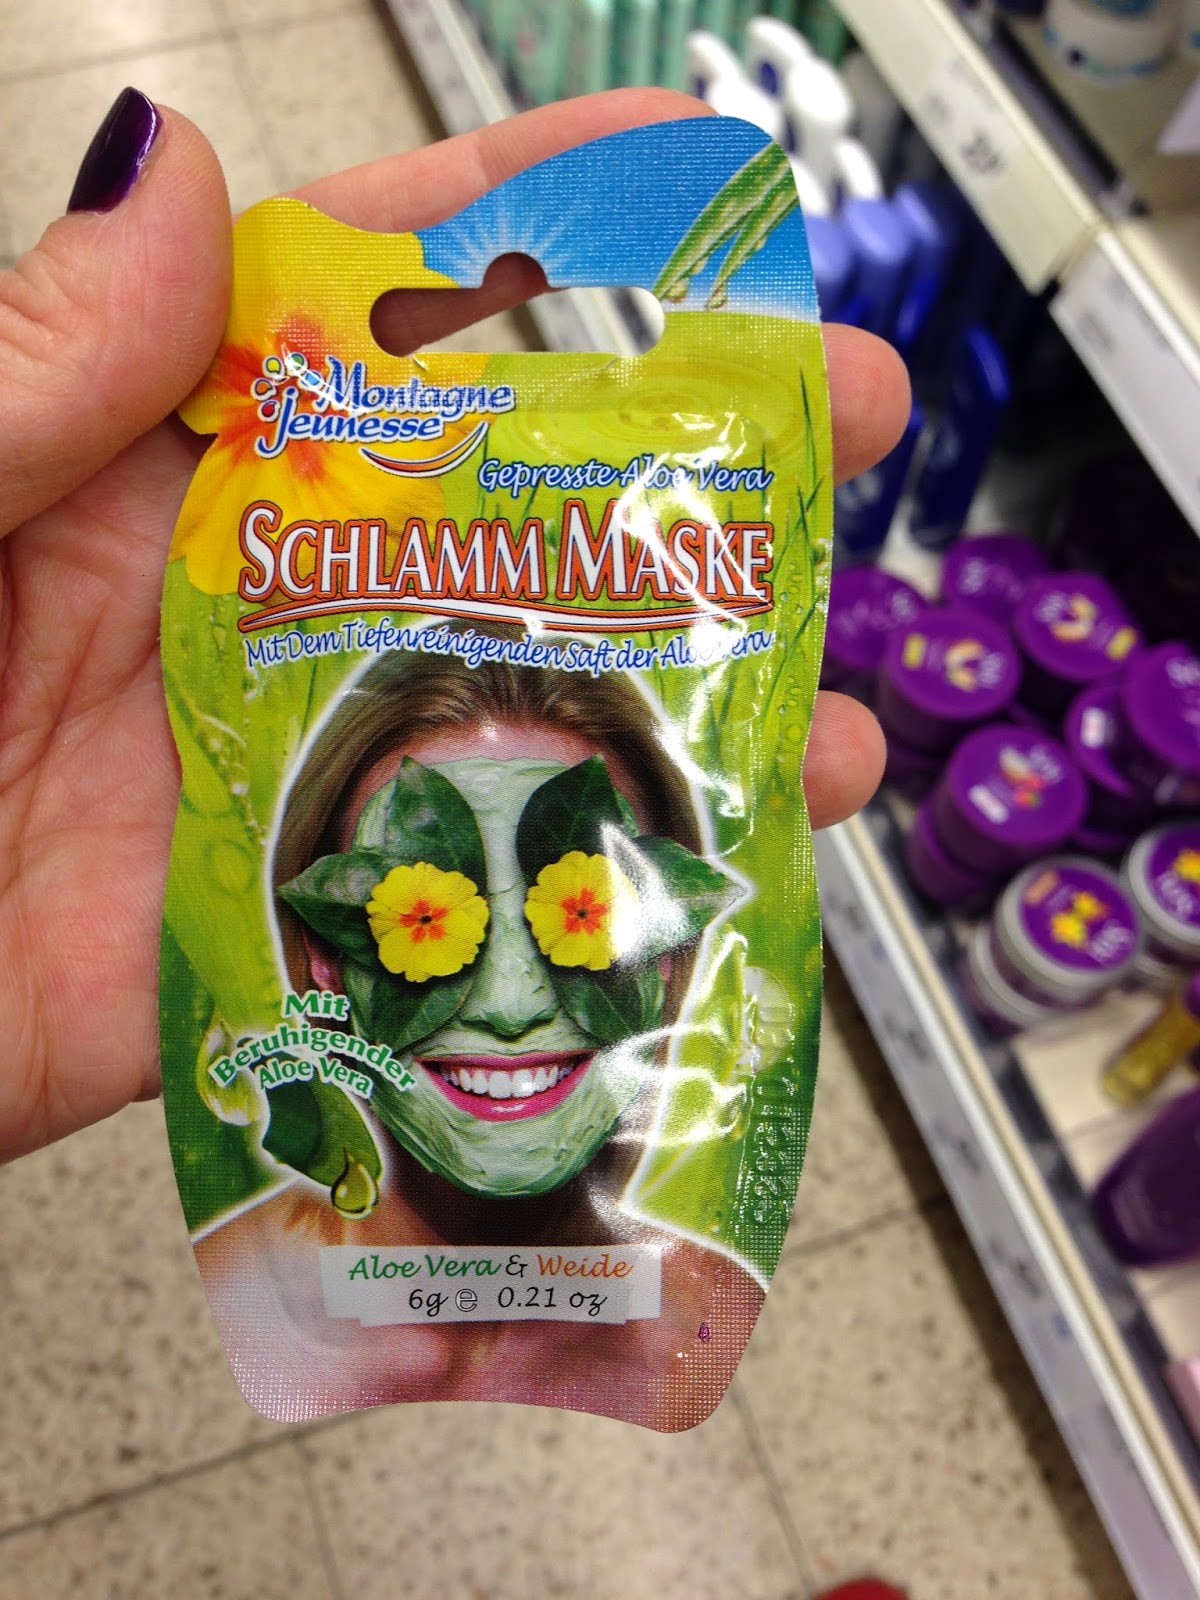 Montagne
Jeunesse
Gepresste Aloe Vera
SCHLAMM MASKE
Mit Dem Tiefenreinigenden Saft der Aloe Vera
Mit
Beruhigender
Aloe Vera
Aloe Vera & Weide
6g e 0.21 oz